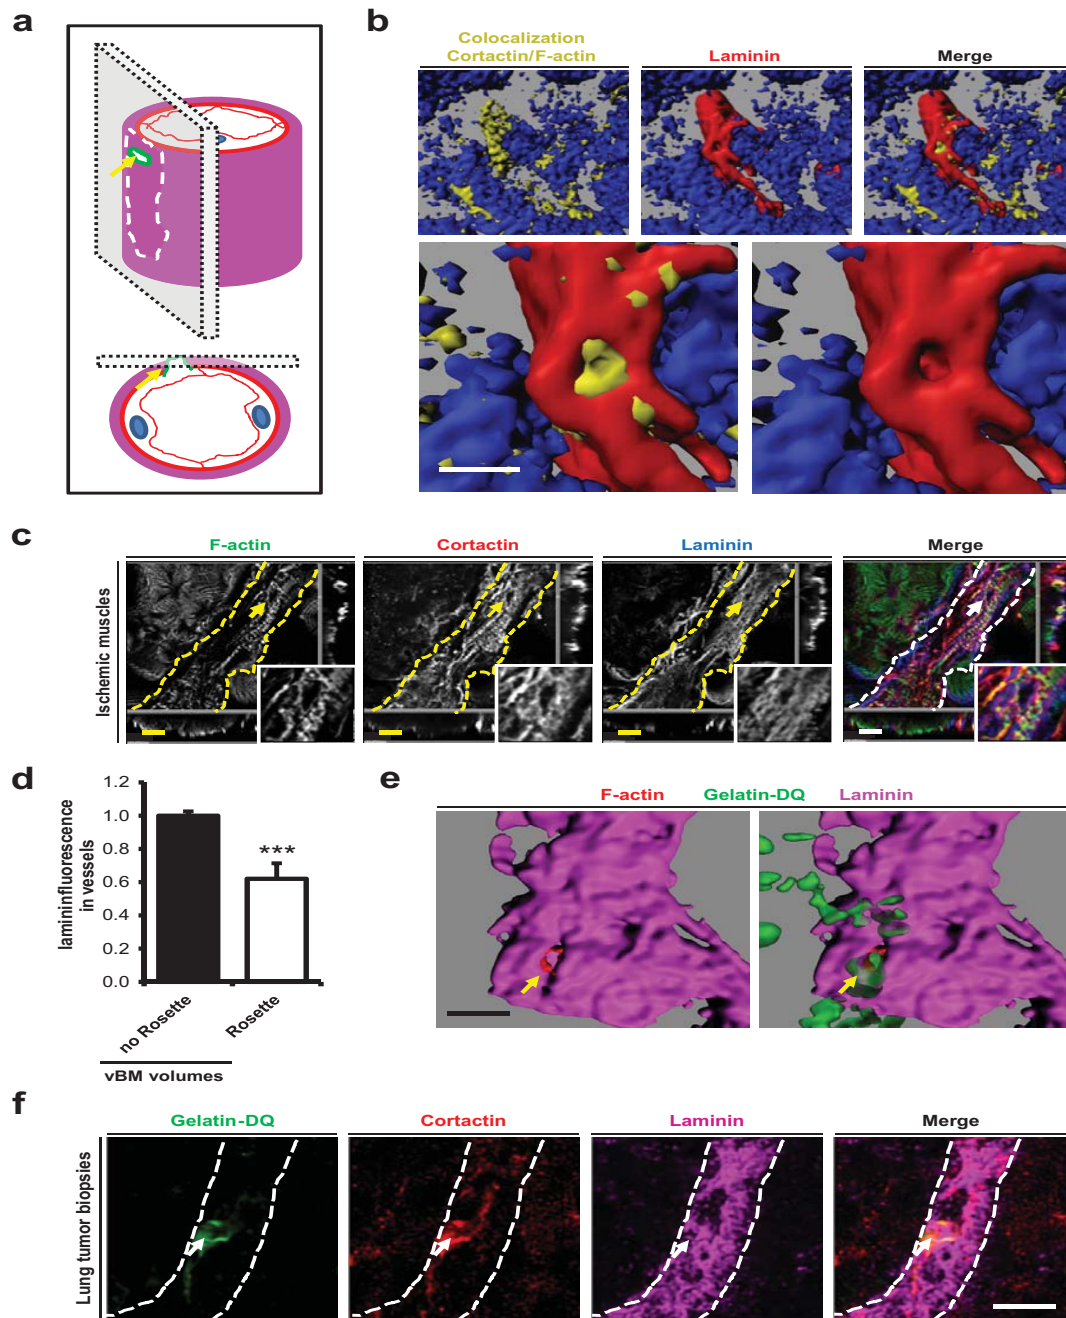 a
b
Colocalization
Cortactin/F-actin
Laminin
Merge
c
F-actin
Cortactin
Laminin
Merge
Ischemic muscles
d
lamininfluorescence
in vessels
1.2
1.0
0.8
0.6
0.4
0.2
0.0
***
no Rosette
Rosette
vBM volumes
e
F-actin Gelatin-DQ Laminin
f
Gelatin-DQ
Cortactin
Laminin
Merge
Lung tumor biopsies